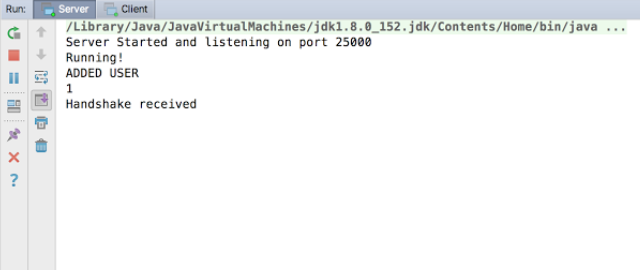 Run: Server Client
/Library/Java/JavaVirtualMachines/jdk1.8.0_152.jdk/Contents/Home/bin/java ...
Server Started and listening on port 25000
Running!
ADDED USER
1
Handshake received
?